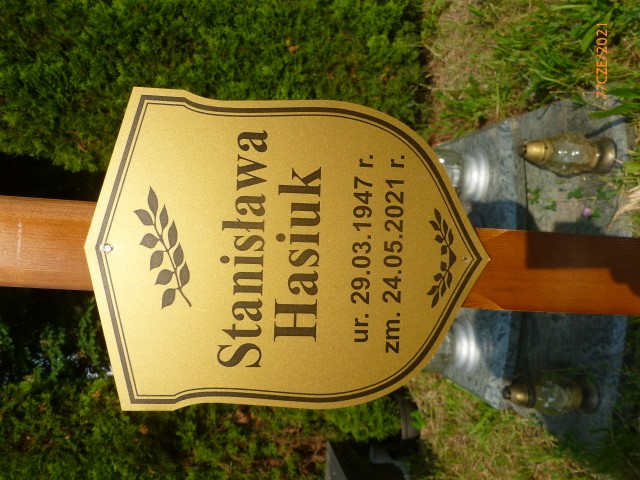 Stanisława
Hasiuk
ur. 29.03.1947 r.
zm. 24.05.2021 r.